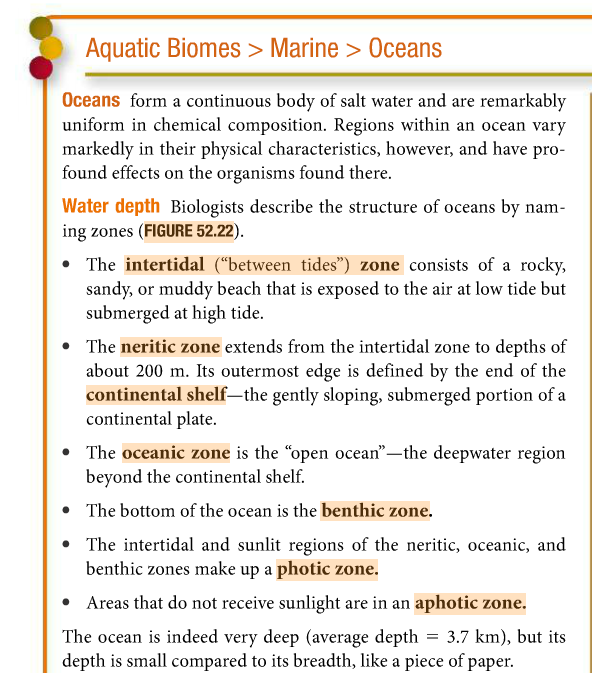 Aquatic Biomes > Marine > Oceans
Oceans form a continuous body of salt water and are remarkably
uniform in chemical composition. Regions within an ocean vary
markedly in their physical characteristics, however, and have pro-
found effects on the organisms found there.
Water depth Biologists describe the structure of oceans by nam-
ing zones (FIGURE 52.22).
• The intertidal (“between tides”) zone consists of a rocky,
sandy, or muddy beach that is exposed to the air at low tide but
submerged at high tide.
• The neritic zone extends from the intertidal zone to depths of
about 200 m. Its outermost edge is defined by the end of the
continental shelf—the gently sloping, submerged portion of a
continental plate.
• The oceanic zone is the “open ocean”—the deepwater region
beyond the continental shelf.
• The bottom of the ocean is the benthic zone.
• The intertidal and sunlit regions of the neritic, oceanic, and
benthic zones make up a photic zone.
• Areas that do not receive sunlight are in an aphotic zone.
The ocean is indeed very deep (average depth = 3.7 km), but its
depth is small compared to its breadth, like a piece of paper.